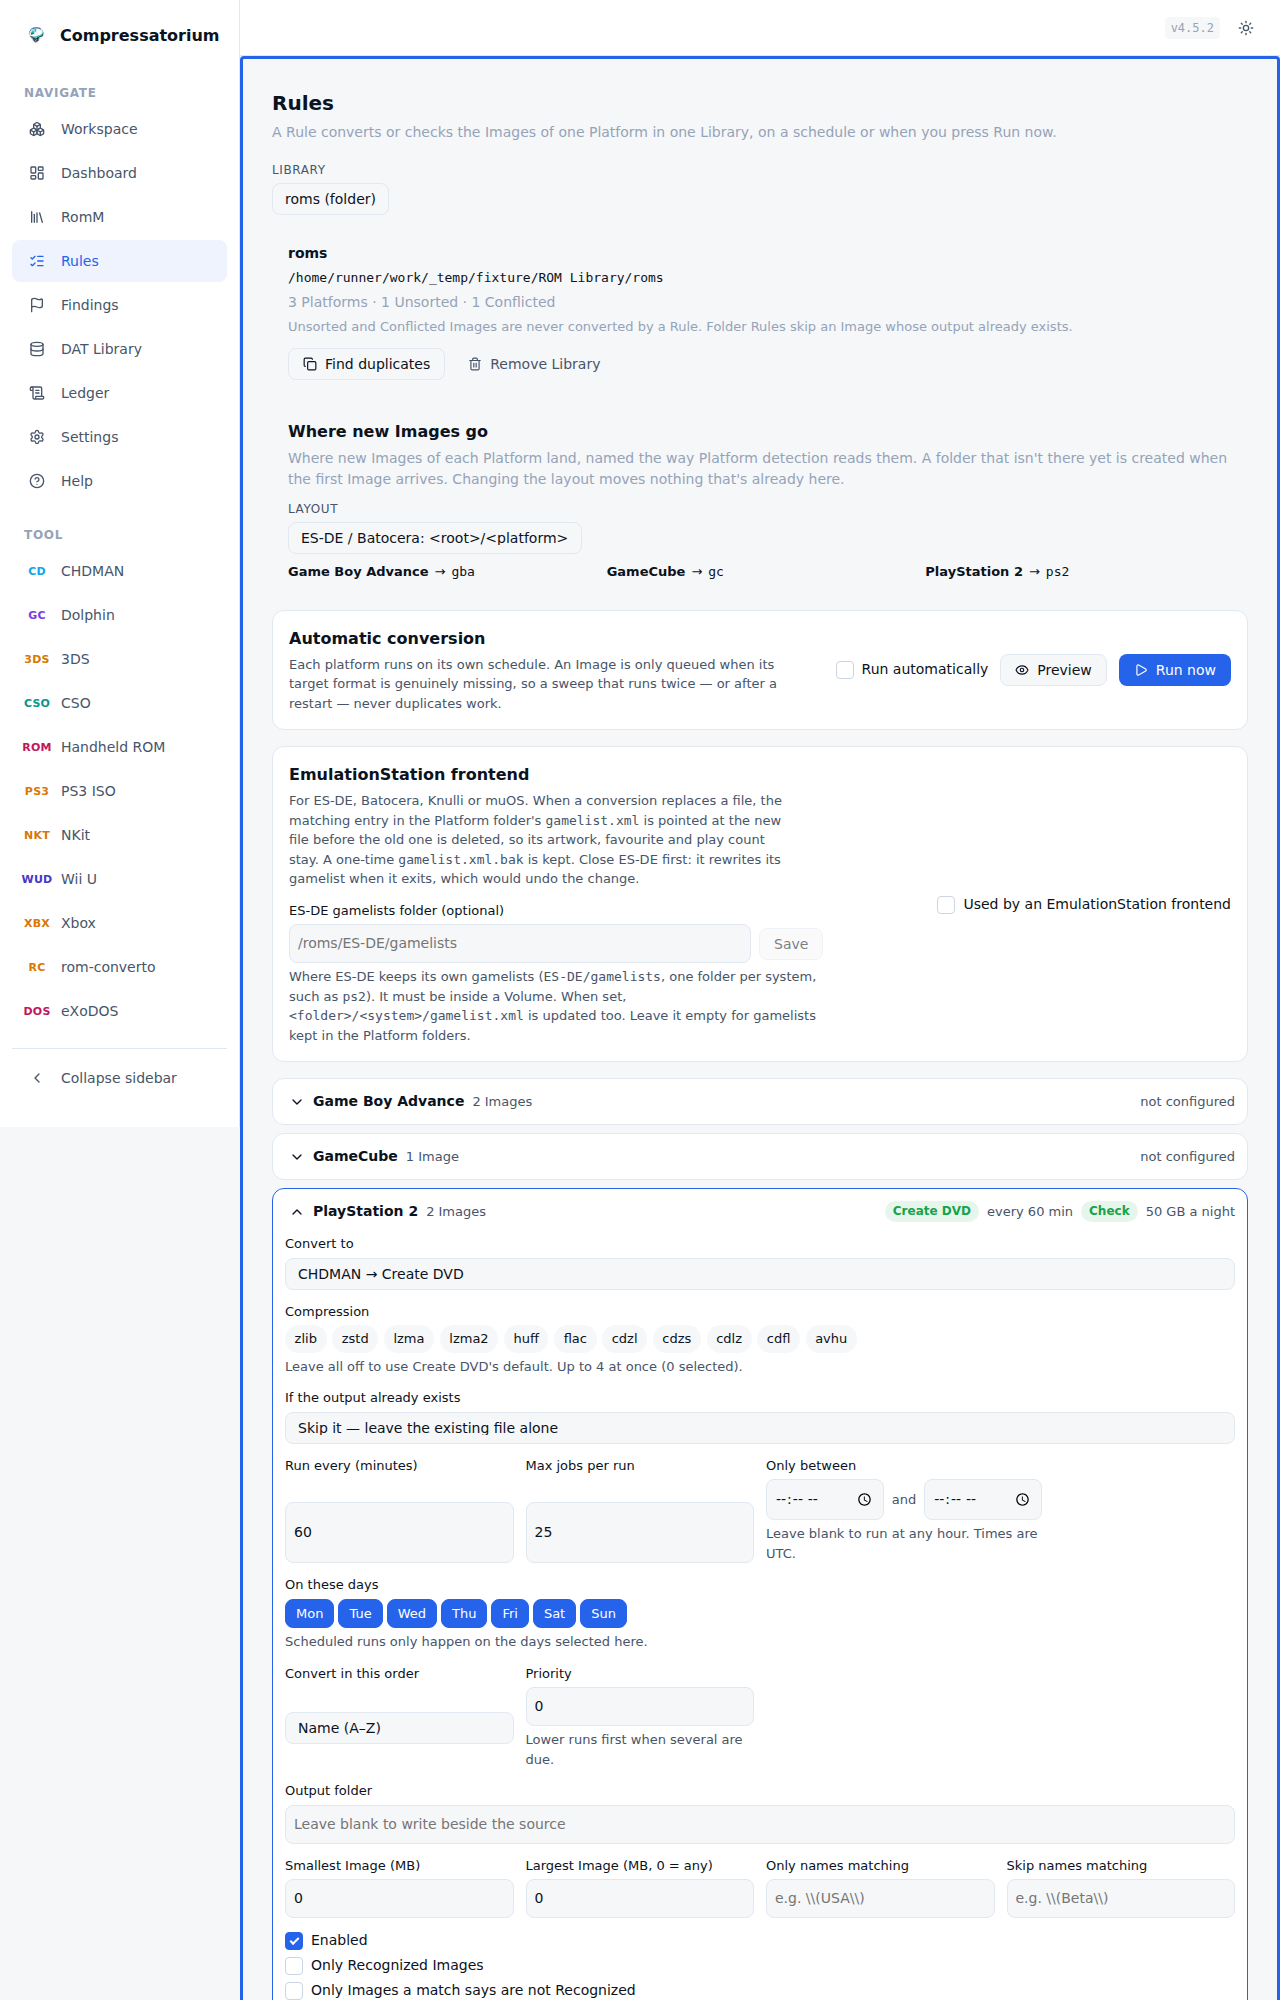 Compressatorium
v4.5.2
NAVIGATE
Workspace
Dashboard
RomM
Rules
Findings
DAT Library
Ledger
Settings
Help
TOOL
CD CHDMAN
GC Dolphin
3DS 3DS
CSO CSO
ROM Handheld ROM
PS3 PS3 ISO
NKT NKit
WUD Wii U
XBX Xbox
RC rom-converto
DOS eXoDOS
Collapse sidebar
Rules
A Rule converts or checks the Images of one Platform in one Library, on a schedule or when you press Run now.
LIBRARY
roms (folder)
roms
/home/runner/work/_temp/fixture/ROM Library/roms
3 Platforms · 1 Unsorted · 1 Conflicted
Unsorted and Conflicted Images are never converted by a Rule. Folder Rules skip an Image whose output already exists.
Find duplicates
Remove Library
Where new Images go
Where new Images of each Platform land, named the way Platform detection reads them. A folder that isn't there yet is created when
the first Image arrives. Changing the layout moves nothing that's already here.
LAYOUT
ES-DE / Batocera: <root>/<platform>
Game Boy Advance → gba
GameCube → gc
PlayStation 2 → ps2
Automatic conversion
Each platform runs on its own schedule. An Image is only queued when its
target format is genuinely missing, so a sweep that runs twice — or after a
restart — never duplicates work.
Run automatically
Preview
Run now
EmulationStation frontend
For ES-DE, Batocera, Knulli or muOS. When a conversion replaces a file, the
matching entry in the Platform folder's gamelist.xml is pointed at the new
file before the old one is deleted, so its artwork, favourite and play count
stay. A one-time gamelist.xml.bak is kept. Close ES-DE first: it rewrites its
gamelist when it exits, which would undo the change.
ES-DE gamelists folder (optional)
/roms/ES-DE/gamelists
Save
Where ES-DE keeps its own gamelists (ES-DE/gamelists, one folder per system,
such as ps2). It must be inside a Volume. When set,
<folder>/<system>/gamelist.xml is updated too. Leave it empty for gamelists
kept in the Platform folders.
Used by an EmulationStation frontend
Game Boy Advance 2 Images
not configured
GameCube 1 Image
not configured
PlayStation 2 2 Images
Create DVD every 60 min Check 50 GB a night
Convert to
CHDMAN → Create DVD
Compression
zlib zstd lzma lzma2 huff flac cdzl cdzs cdlz cdfl avhu
Leave all off to use Create DVD's default. Up to 4 at once (0 selected).
If the output already exists
Skip it — leave the existing file alone
Run every (minutes)
60
Max jobs per run
25
Only between
--:-- -- and --:-- --
Leave blank to run at any hour. Times are
UTC.
On these days
Mon Tue Wed Thu Fri Sat Sun
Scheduled runs only happen on the days selected here.
Convert in this order
Name (A–Z)
Priority
0
Lower runs first when several are
due.
Output folder
Leave blank to write beside the source
Smallest Image (MB)
0
Largest Image (MB, 0 = any)
0
Only names matching
e.g. \\(USA\\)
Skip names matching
e.g. \\(Beta\\)
Enabled
Only Recognized Images
Only Images a match says are not Recognized